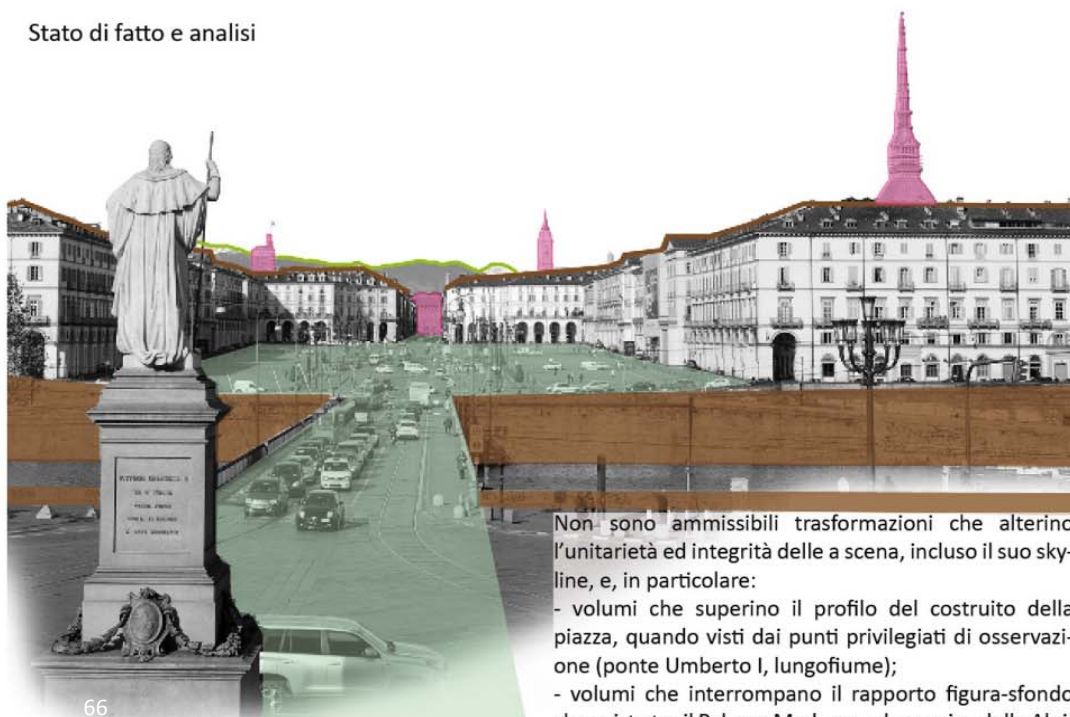 Stato di fatto e analisi
VITTORIO EMANUELE I
Non sono ammissibili trasformazioni che alterino
l'unitarietà ed integrità delle a scena, incluso il suo sky-
line, e, in particolare:
- volumi che superino il profilo del costruito della
piazza, quando visti dai punti privilegiati di osservazi-
one (ponte Umberto I, lungofiume);
- volumi che interrompano il rapporto figura-sfondo
66